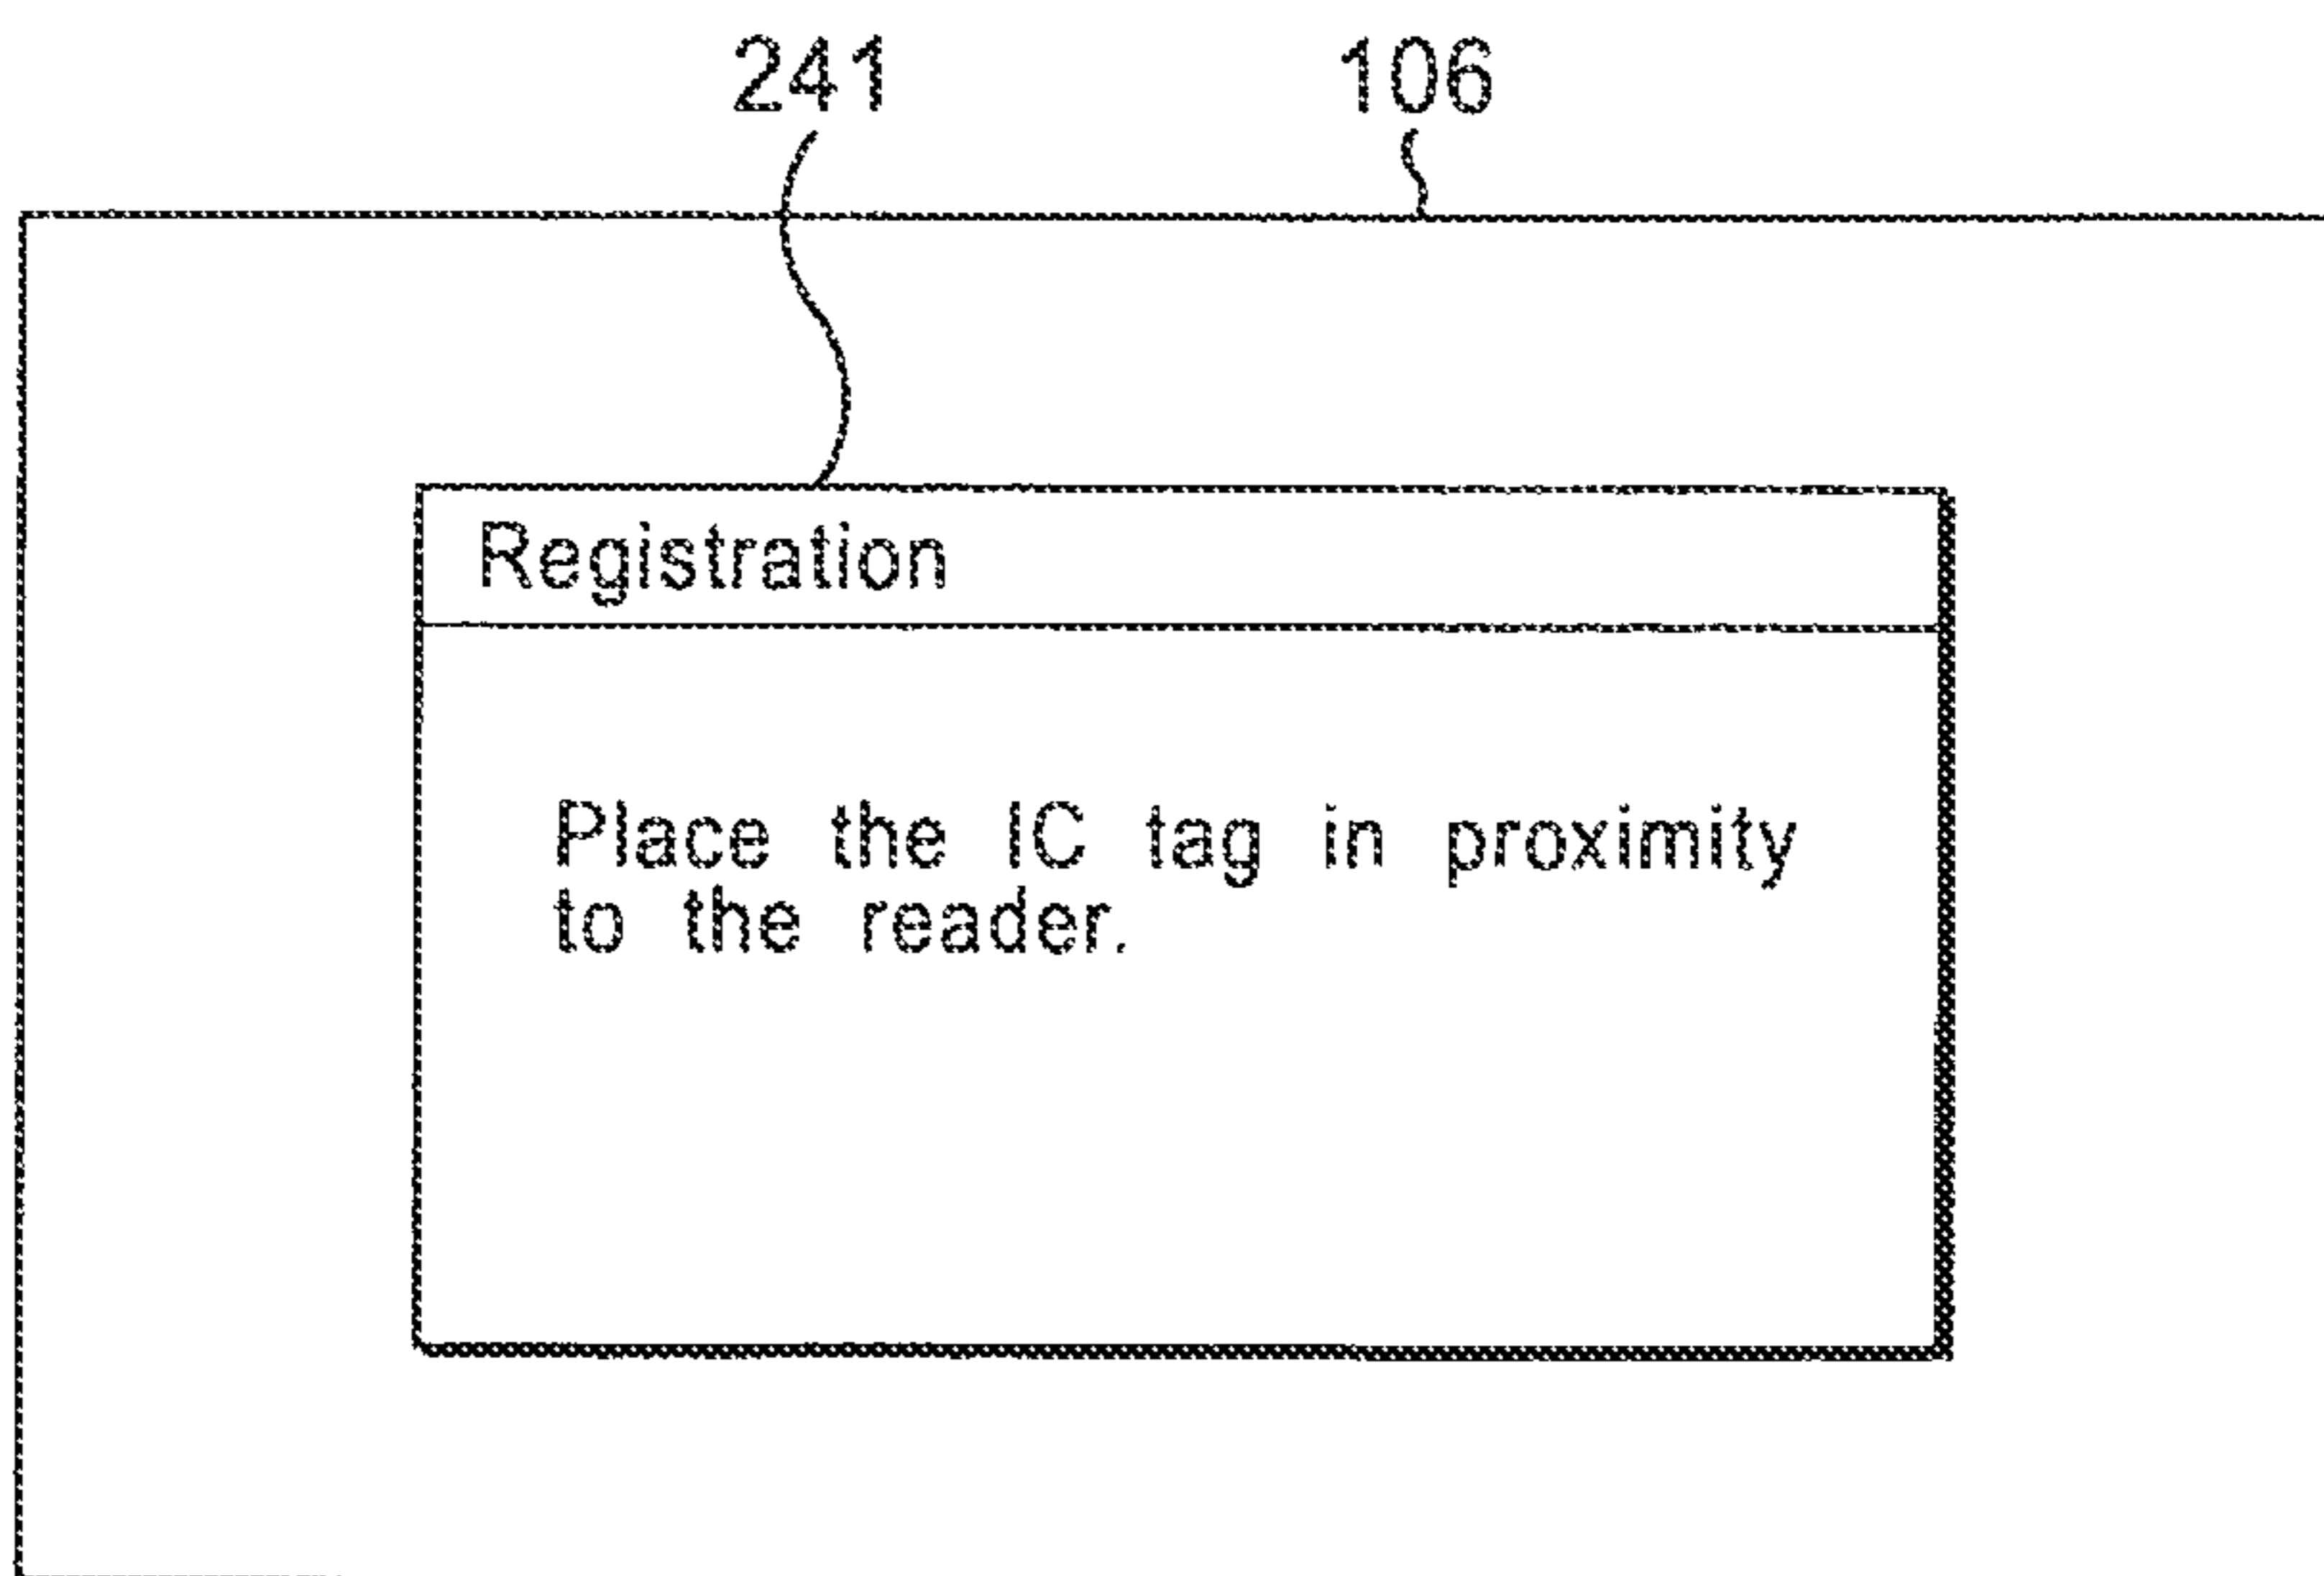 241 106
Registration
Place the IC tag in proximity
to the reader.